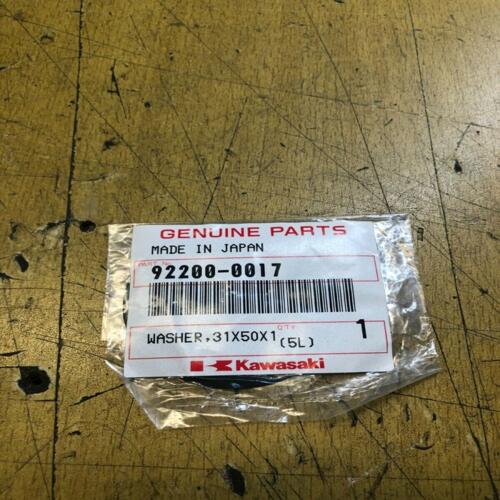 GENUINE PARTS
MADE IN JAPAN
PART No.
92200-0017
QTY
WASHER,31X50X1 (5L) 1
Kawasaki